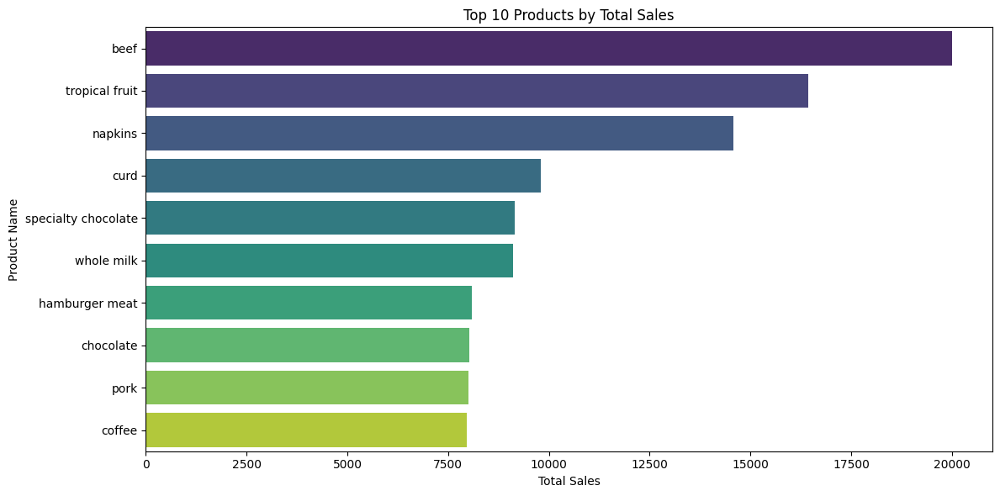 Top 10 Products by Total Sales
Product Name
beef
tropical fruit
napkins
curd
specialty chocolate
whole milk
hamburger meat
chocolate
pork
coffee
0 2500 5000 7500 10000 12500 15000 17500 20000
Total Sales